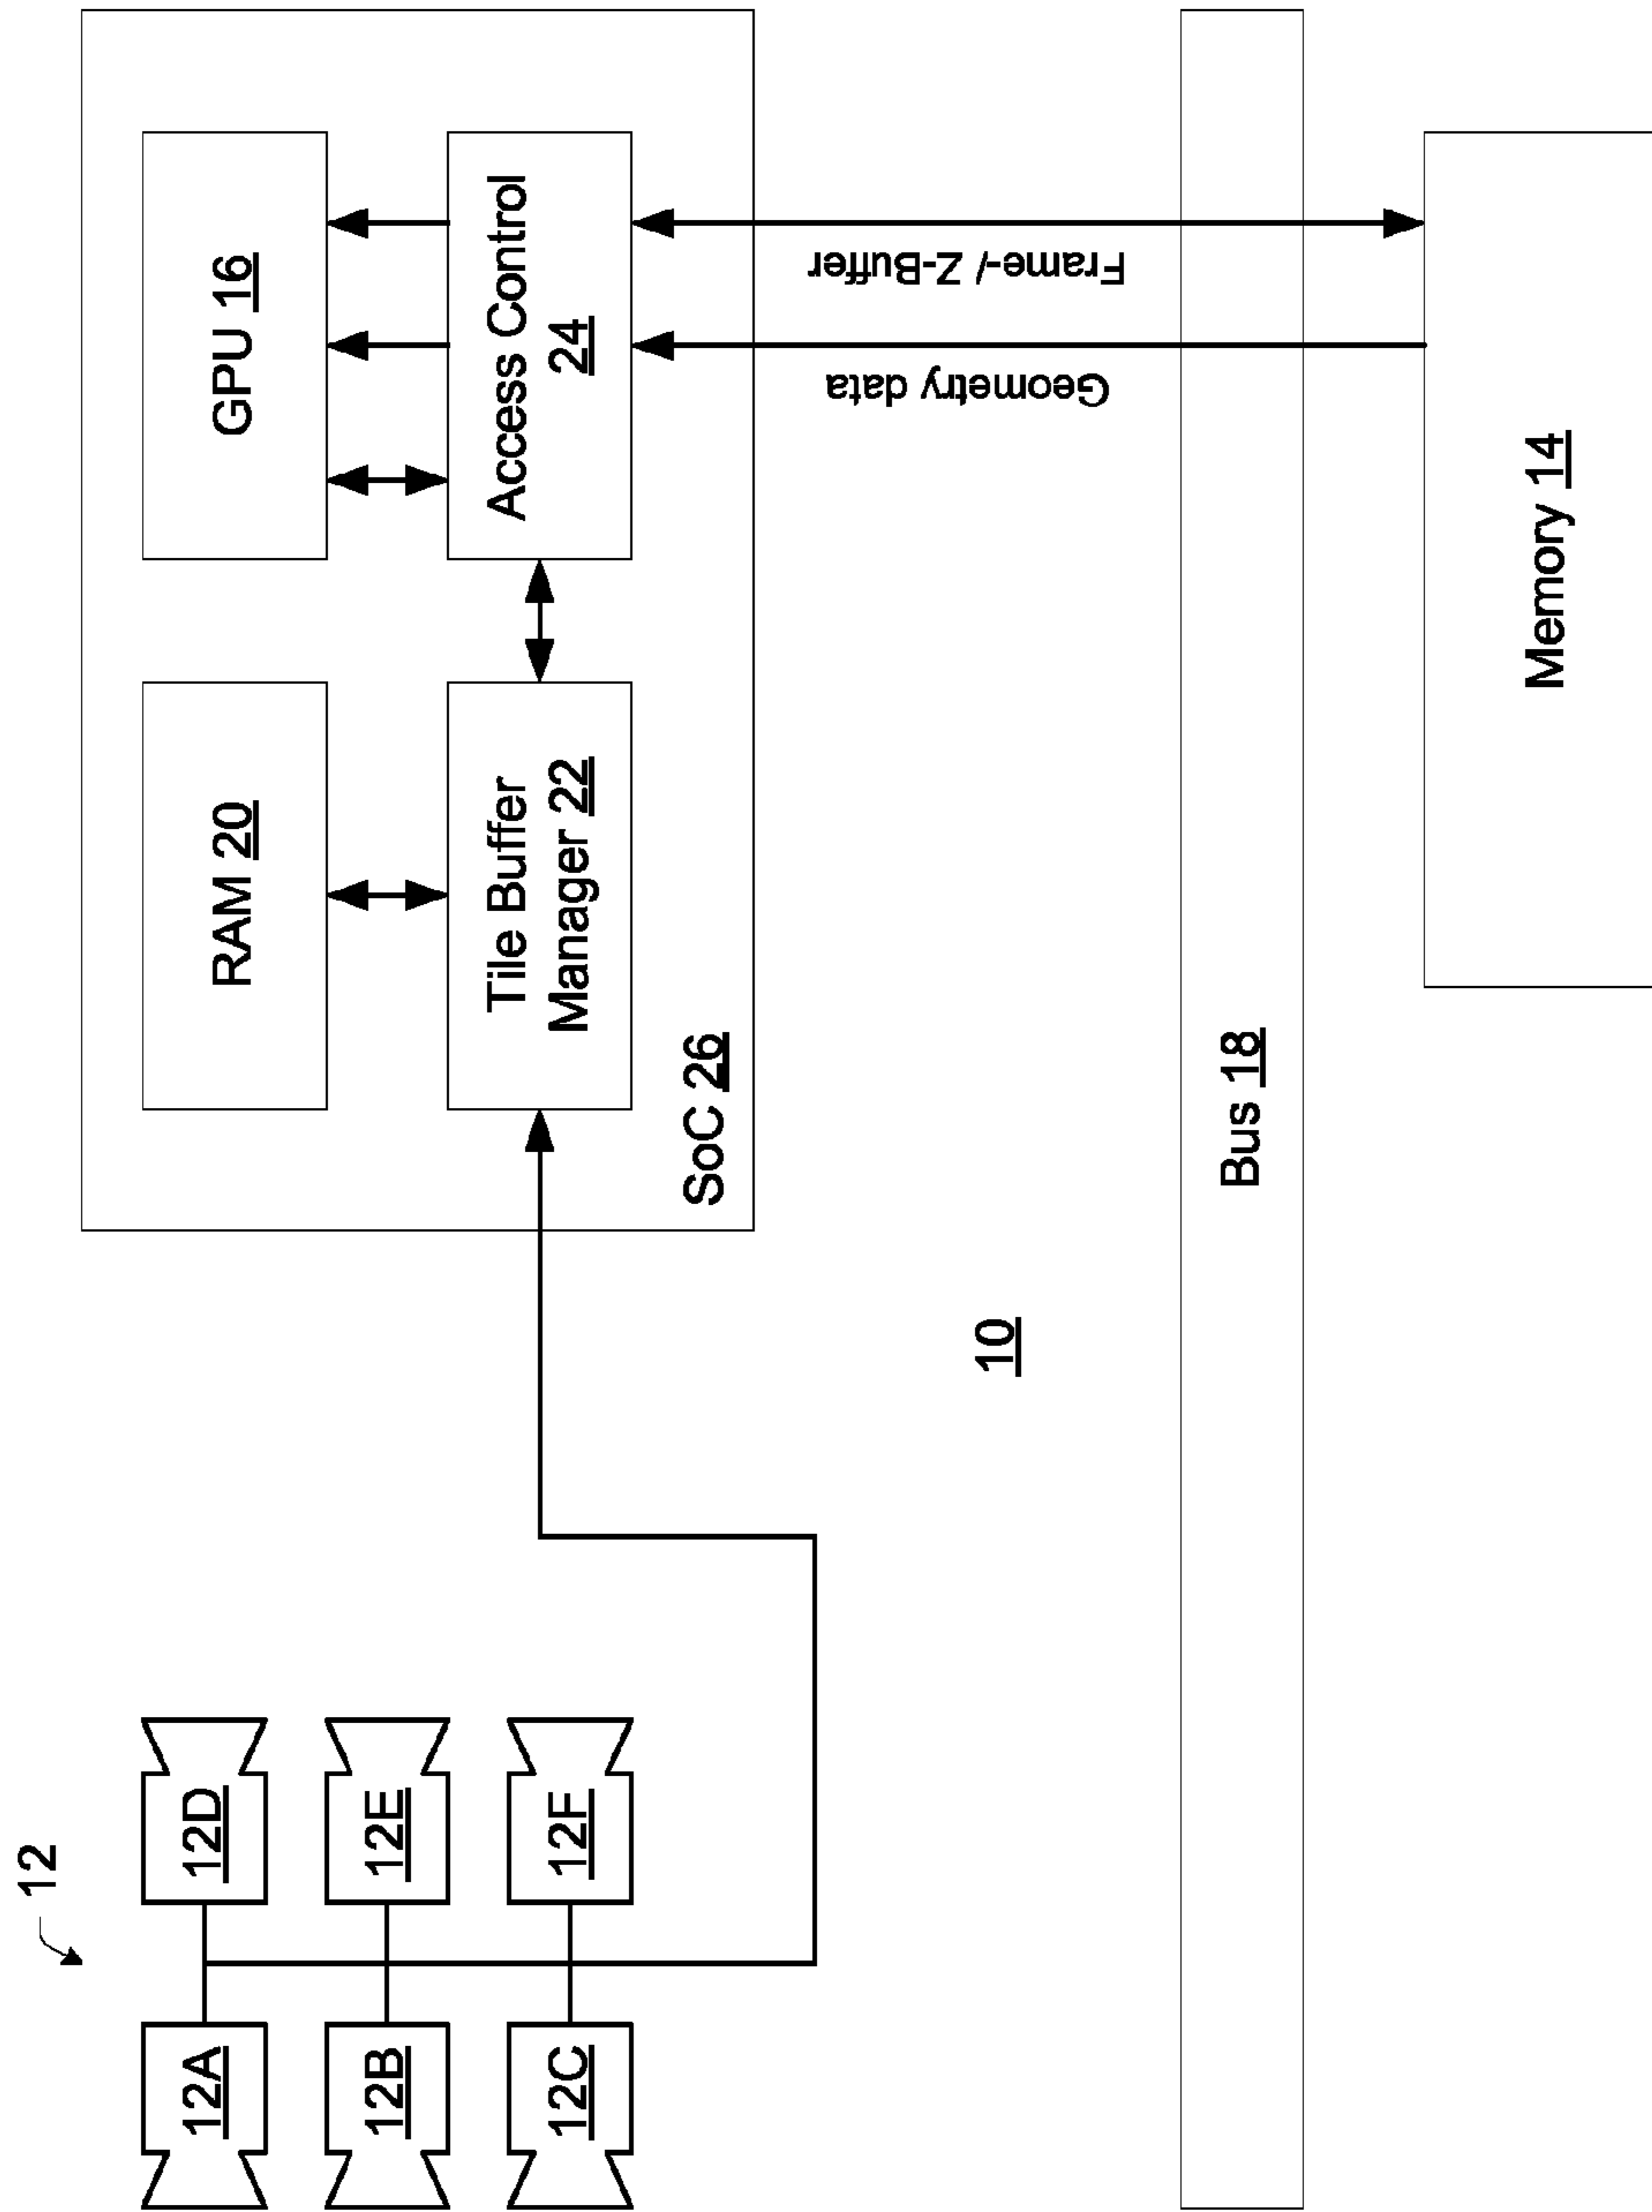 12
12A
12D
12B
12E
12C
12F
RAM 20
GPU 16
Tile Buffer
Manager 22
Access Control
24
SoC 26
Geometry data
Frame-/ Z-Buffer
10
Bus 18
Memory 14